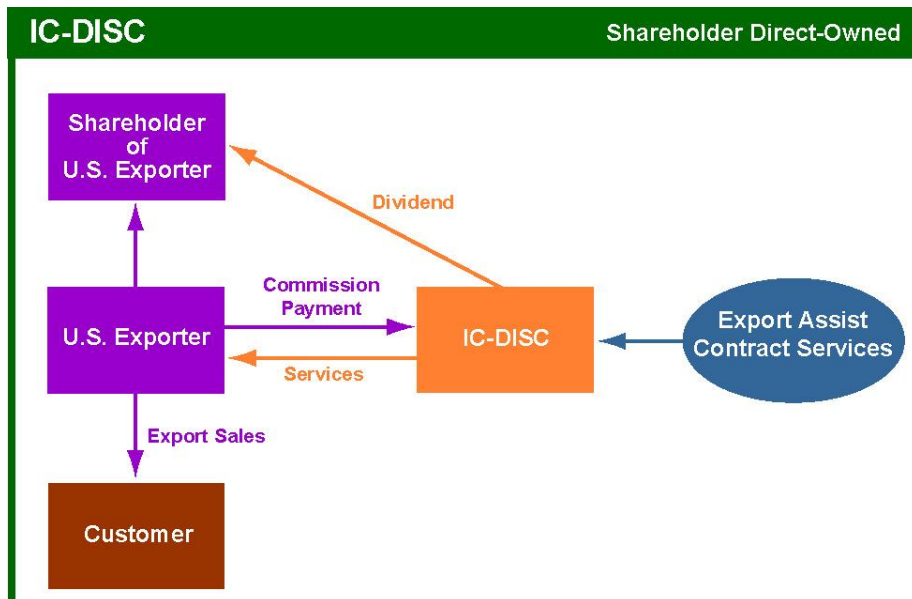 IC-DISC
Shareholder Direct-Owned
Shareholder
of
U.S. Exporter
Dividend
Commission
Payment
U.S. Exporter
IC-DISC
Export Assist
Contract Services
Services
Export Sales
Customer